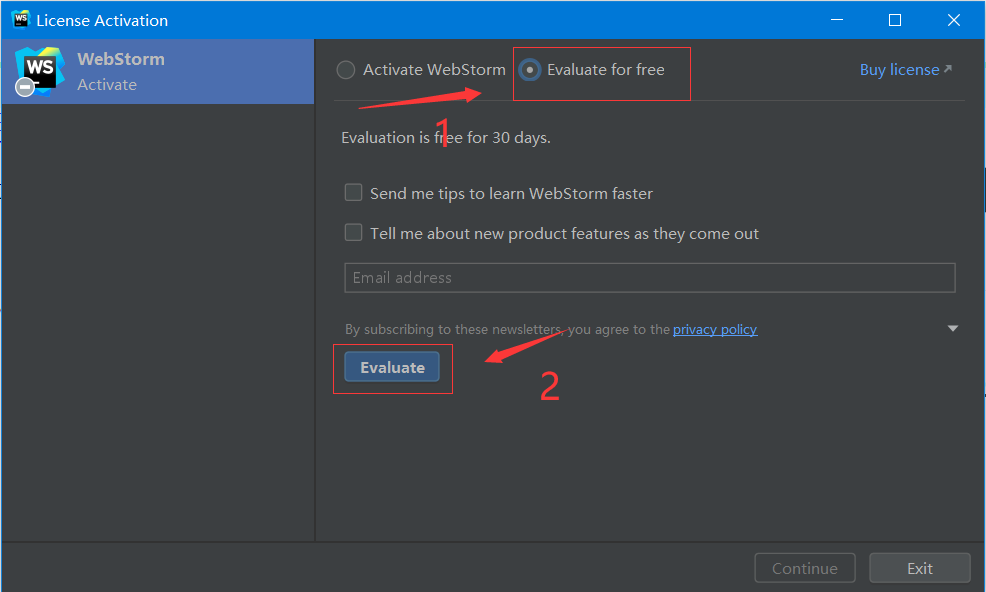 WS License Activation
WS WebStorm
Activate
Activate WebStorm Evaluate for free Buy license
1
Evaluation is free for 30 days.
Send me tips to learn WebStorm faster
Tell me about new product features as they come out
Email address
By subscribing to these newsletters, you agree to the privacy policy
Evaluate
2
Continue Exit